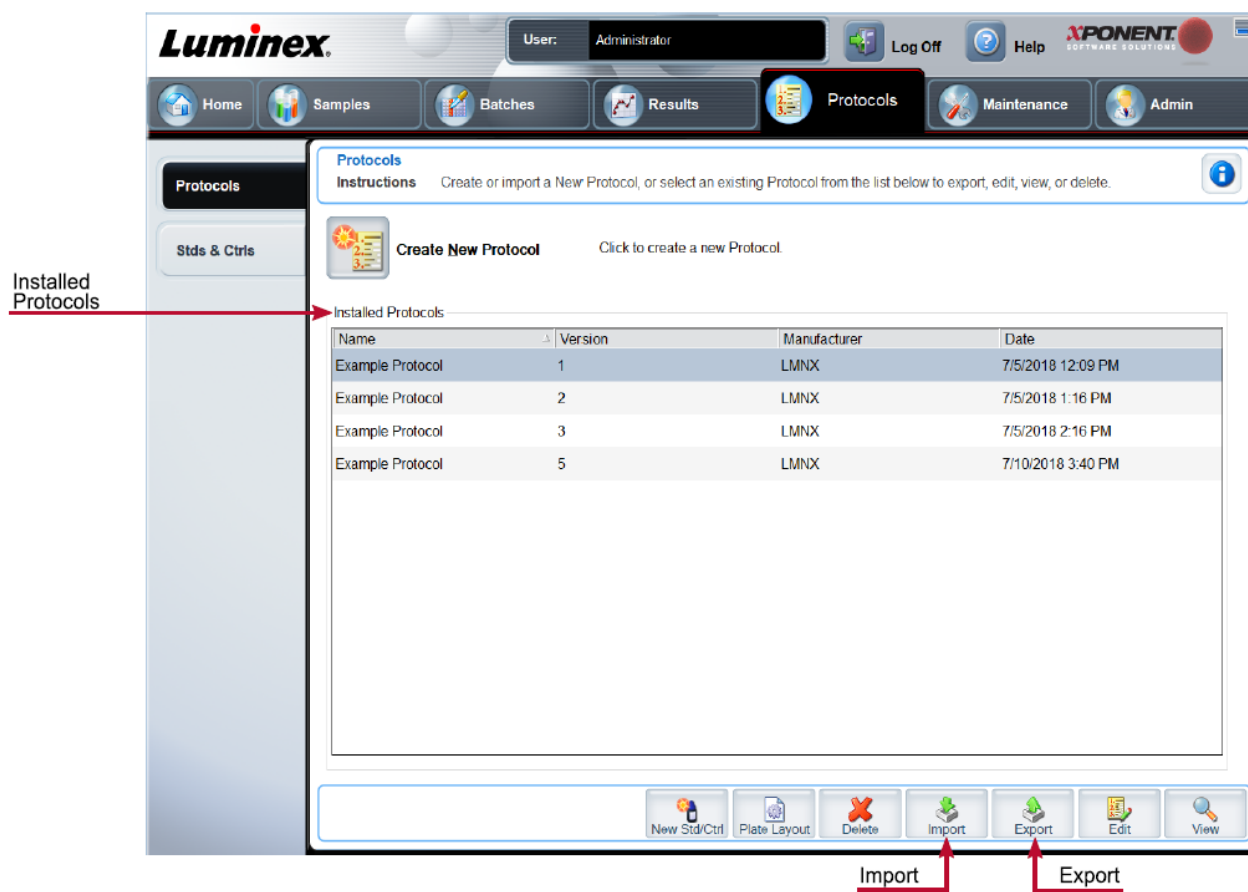 Luminex.
User: Administrator
Log Off
Help
XPONENT.
SOFTWARE SOLUTIONS
Home
Samples
Batches
Results
Protocols
Maintenance
Admin
Protocols
Stds & Ctrls
Protocols
Instructions Create or import a New Protocol, or select an existing Protocol from the list below to export, edit, view, or delete.
Create New Protocol Click to create a new Protocol.
Installed
Protocols
Installed Protocols
Name Version Manufacturer Date
Example Protocol 1 LMNX 7/5/2018 12:09 PM
Example Protocol 2 LMNX 7/5/2018 1:16 PM
Example Protocol 3 LMNX 7/5/2018 2:16 PM
Example Protocol 5 LMNX 7/10/2018 3:40 PM
New Std/Ctrl
Plate Layout
Delete
Import
Export
Edit
View
Import
Export